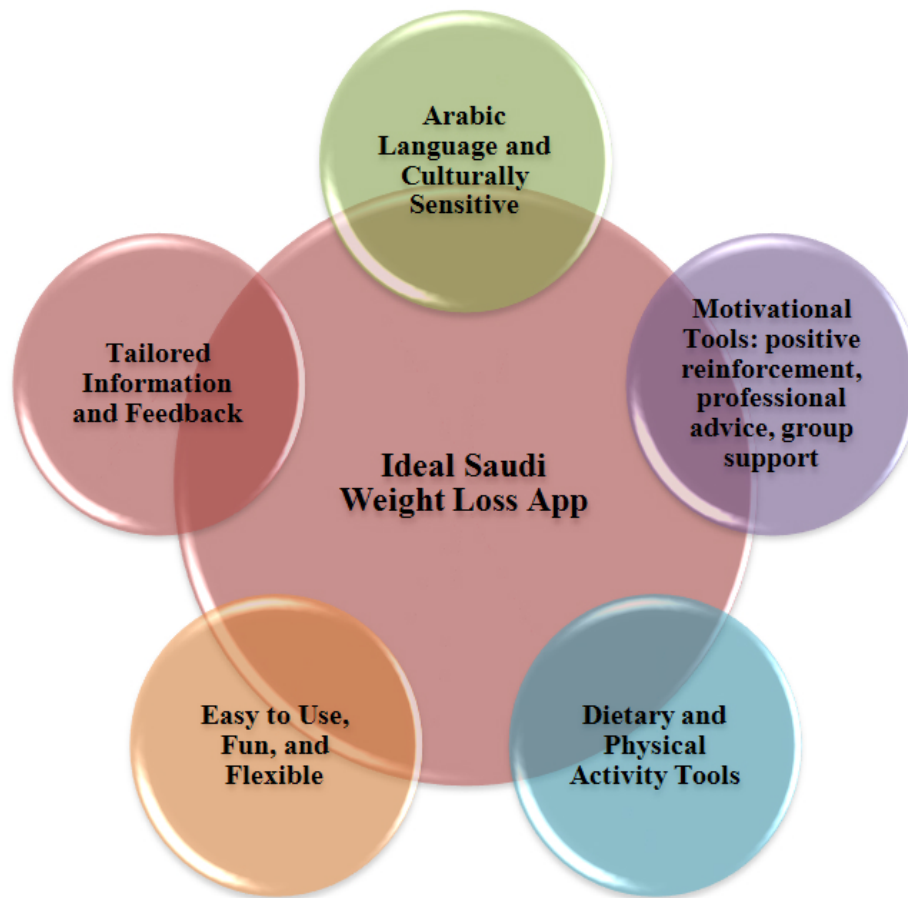 Arabic
Language and
Culturally
Sensitive
Motivational
Tools: positive
reinforcement,
professional
advice, group
support
Tailored
Information
and Feedback
Ideal Saudi
Weight Loss App
Easy to Use,
Fun, and
Flexible
Dietary and
Physical
Activity Tools